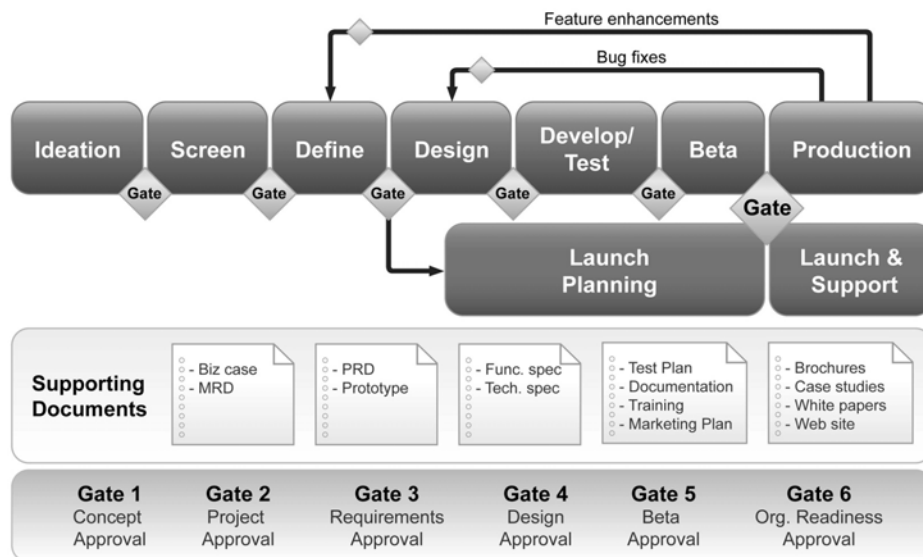 Feature enhancements
Bug fixes
Ideation
Screen
Define
Design
Develop/
Test
Beta
Production
Gate
Gate
Gate
Gate
Gate
Gate
Launch
Planning
Launch &
Support
Supporting
Documents
- Biz case
- MRD
- PRD
- Prototype
- Func. spec
- Tech. spec
- Test Plan
- Documentation
- Training
- Marketing Plan
- Brochures
- Case studies
- White papers
- Web site
Gate 1
Concept
Approval
Gate 2
Project
Approval
Gate 3
Requirements
Approval
Gate 4
Design
Approval
Gate 5
Beta
Approval
Gate 6
Org. Readiness
Approval